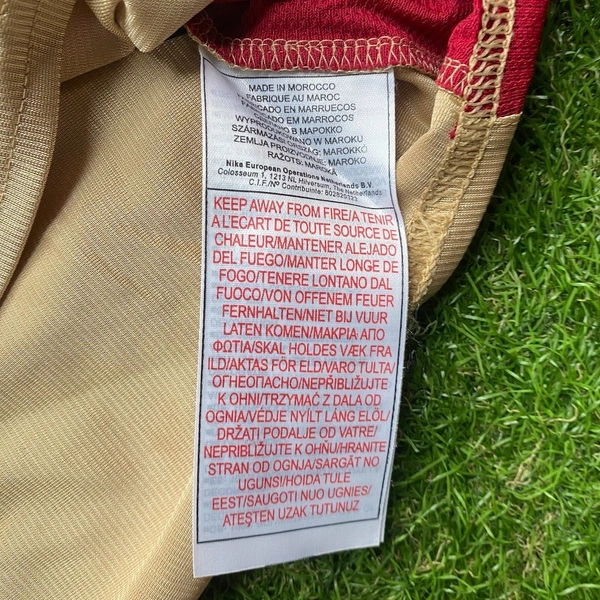 MADE IN MOROCCO
FABRIQUE AU MAROC
FABRICADO EN MARRUECOS
FABRICADO EM MARROCOS
В МАРОККО
WYPRODUKOWANO W MAROKU
SZÁRMAZÁSI ORSZÁG: MAROKKÓ
ZEMLJA PROIZVODNJE: MAROKO
RAŽOTS: MAROKĀ
Nike European Operations Netherlands B.V.
Colosseum 1, 1213 NL Hilversum, The Netherlands
C.I.F./Nº Contribuinte:
KEEP AWAY FROM FIRE/A TENIR
A L'ECART DE TOUTE SOURCE DE
CHALEUR/MANTENER ALEJADO
DEL FUEGO/MANTER LONGE DE
FOGO/TENERE LONTANO DAL
FUOCO/VON OFFENEM FEUER
FERNHALTEN/NIET BIJ VUUR
LATEN KOMEN/ΜΑΚΡΙΑ ΑΠΟ
ΦΩΤΙΑ/SKAL HOLDES VÆK FRA
ILD/AKTAS FÖR ELD/VARO TULTA/
ОГНЕОПАСНО/NEPŘIBLIŽUJTE
K OHNI/TRZYMAĆ Z DALA OD
OGNIA/VÉDJE NYÍLT LÁNG ELŐL/
DRŽATI PODALJE OD VATRE/
NEPRIBLIŽUJTE K OHŇU/HRANITE
STRAN OD OGNJA/SARGĀT NO
UGUNS!/HOIDA TULE
EEST/SAUGOTI NUO UGNIES/
ATEŞTEN UZAK TUTUNUZ